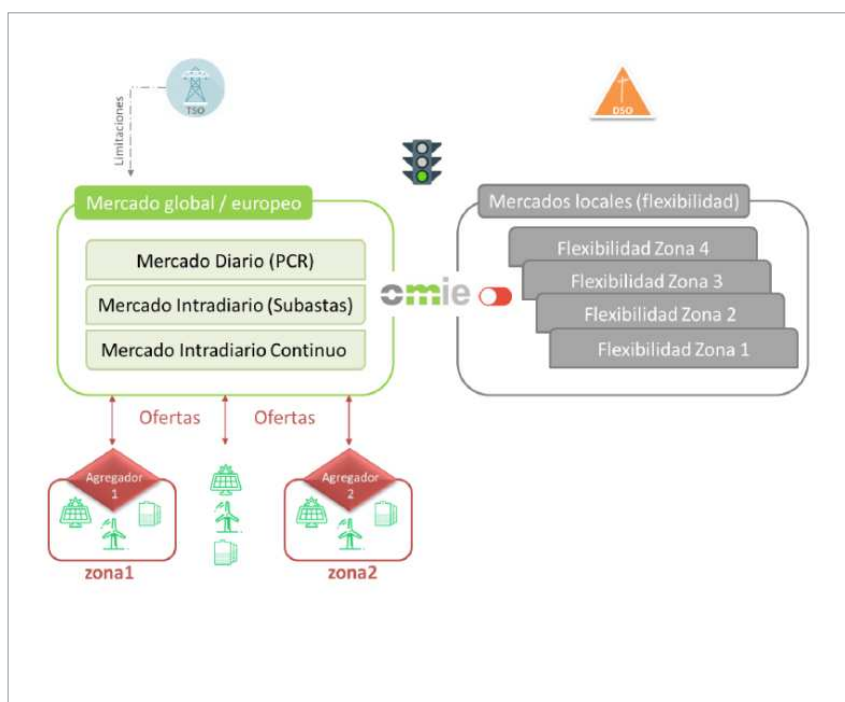 TSO
DSO
Limitaciones
Mercado global / europeo
Mercado Diario (PCR)
Mercado Intradiario (Subastas)
Mercado Intradiario Continuo
omie
Mercados locales (flexibilidad)
Flexibilidad Zona 4
Flexibilidad Zona 3
Flexibilidad Zona 2
Flexibilidad Zona 1
Ofertas
Ofertas
Agregador
1
zona1
Agregador
2
zona2